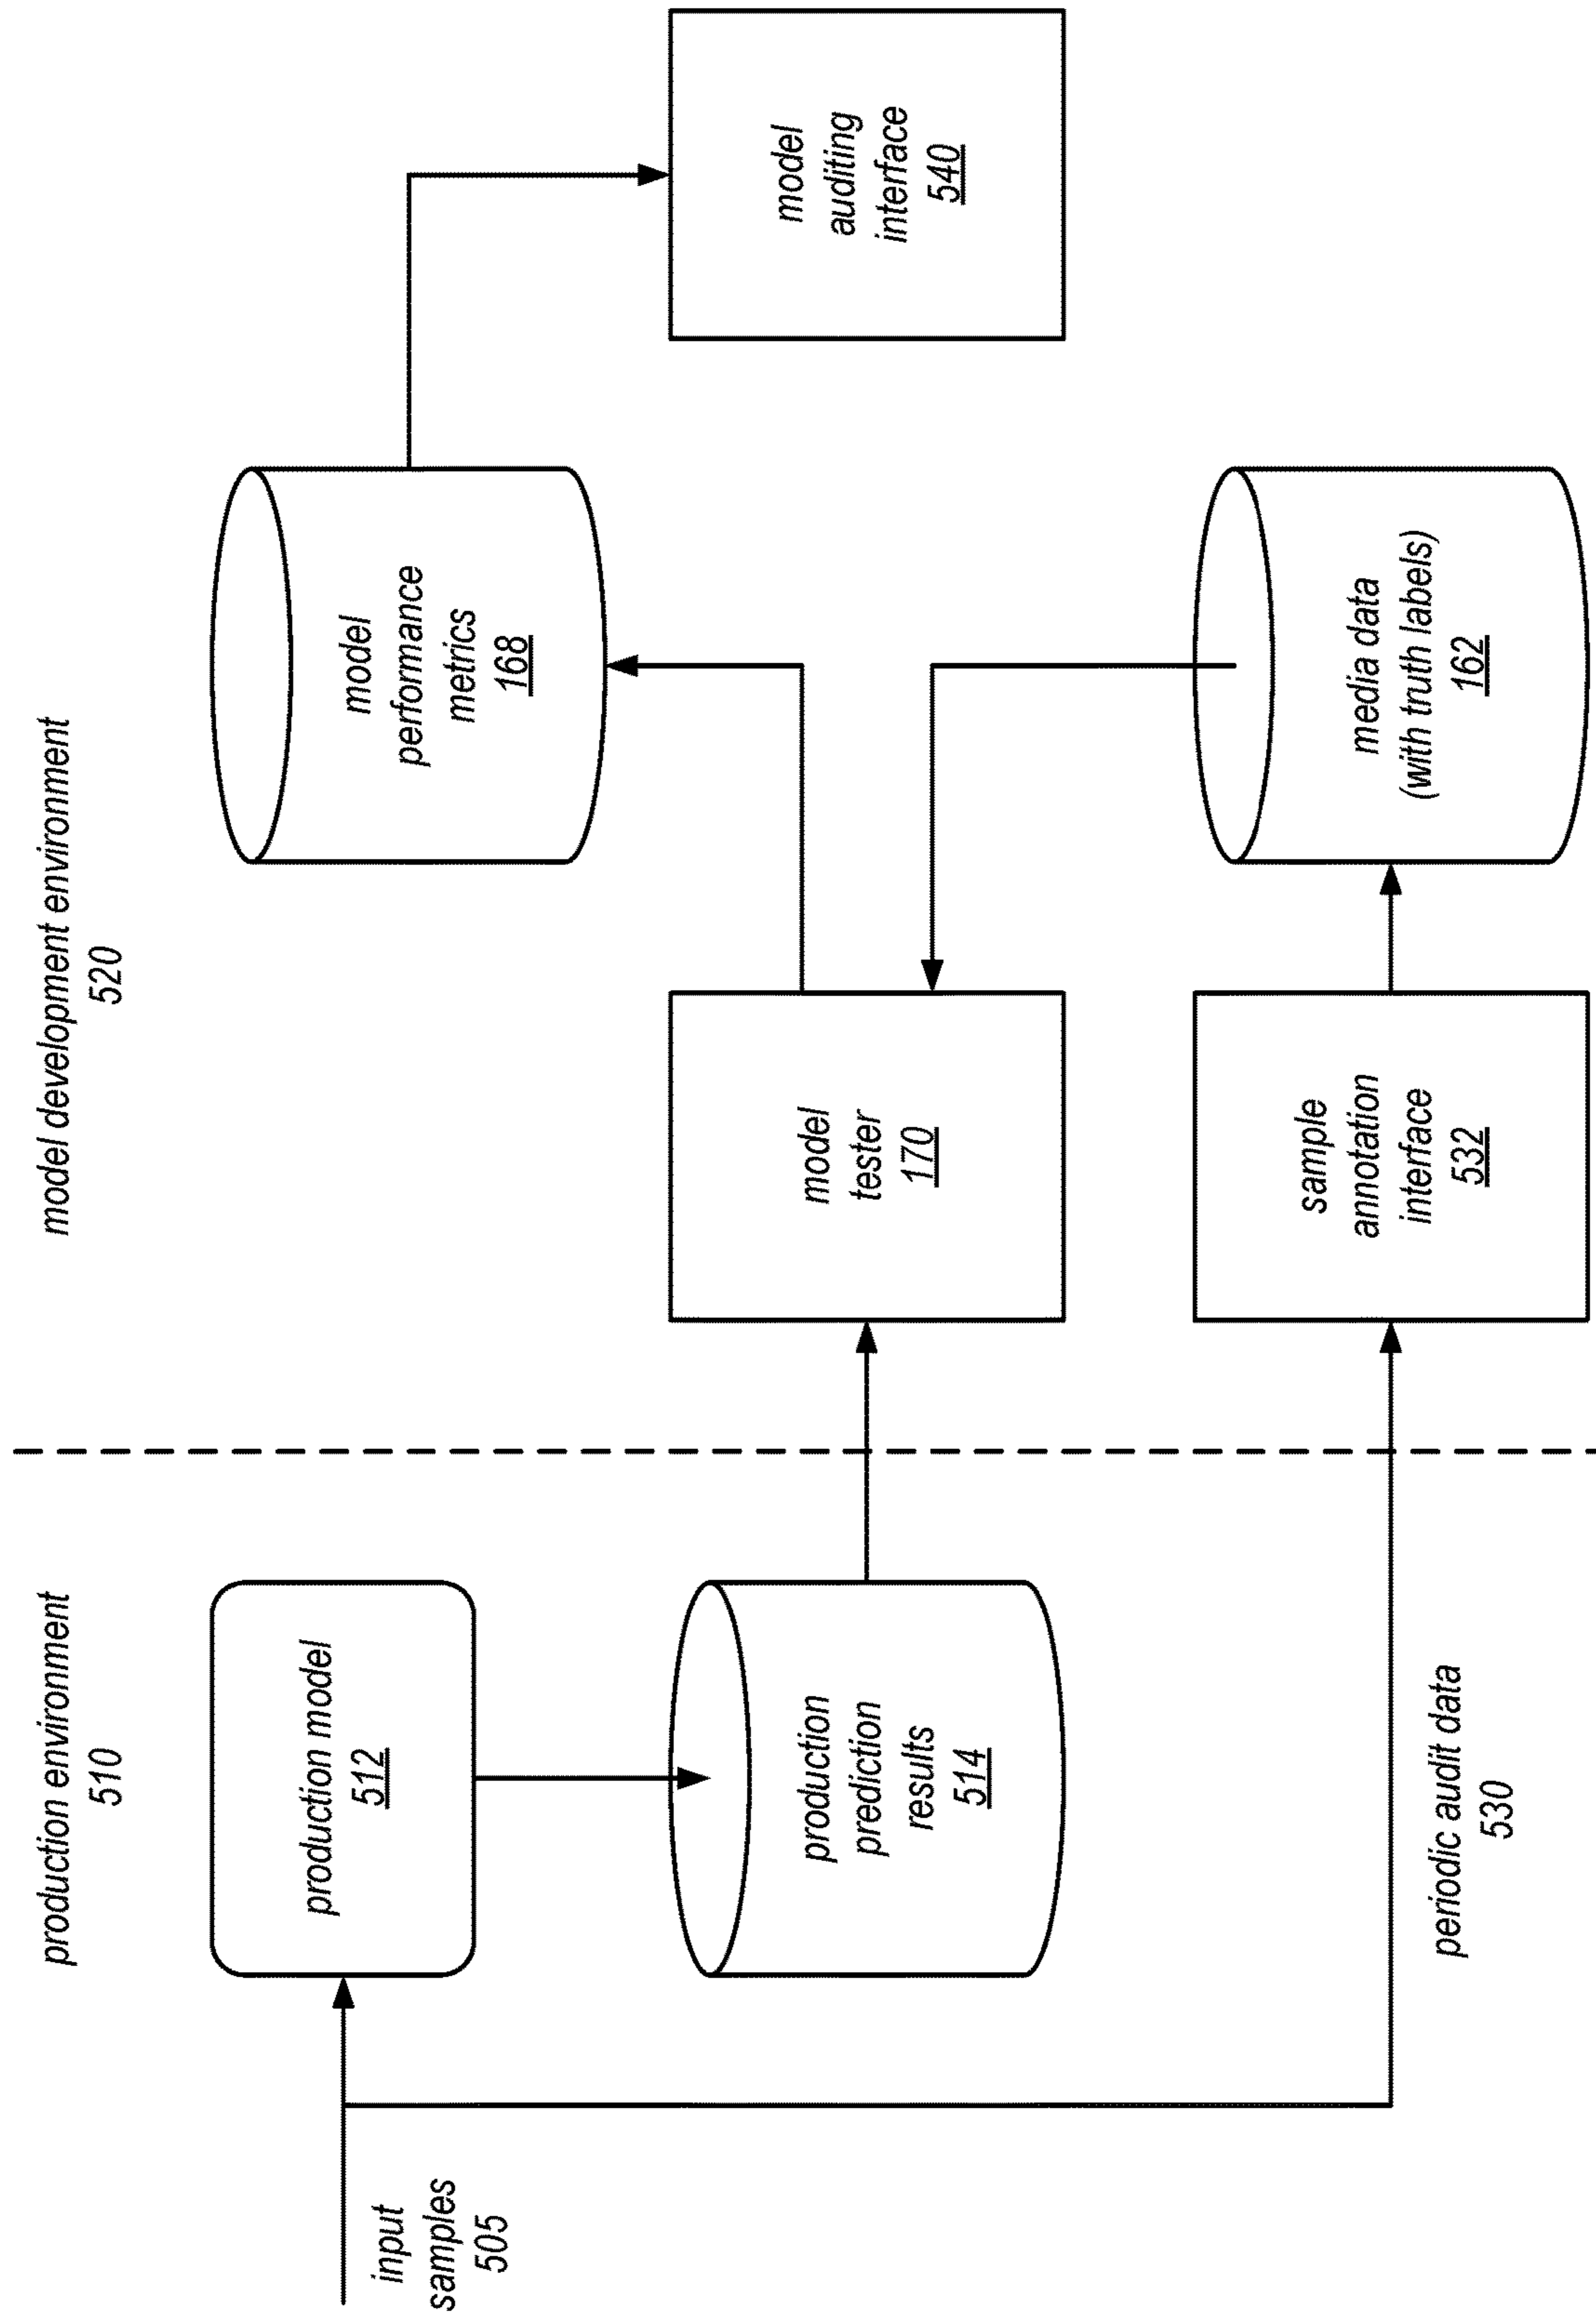 production environment
510
model development environment
520
input
samples
505
production model
512
production
prediction
results
514
periodic audit data
530
model
tester
170
sample
annotation
interface
532
model
performance
metrics
168
media data
(with truth labels)
162
model
auditing
interface
540